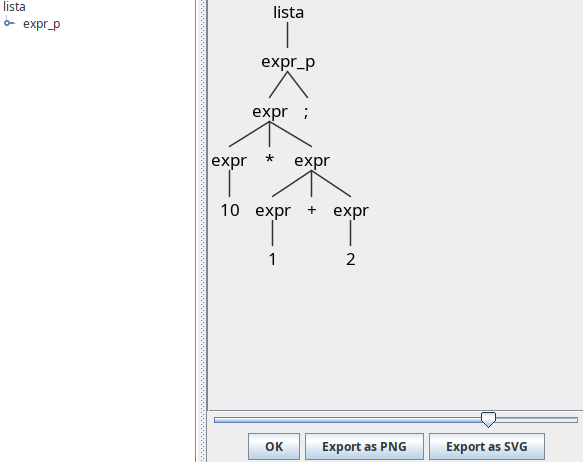 lista
expr_p
lista
expr_p
expr ;
expr * expr
10 expr + expr
1 2
OK Export as PNG Export as SVG